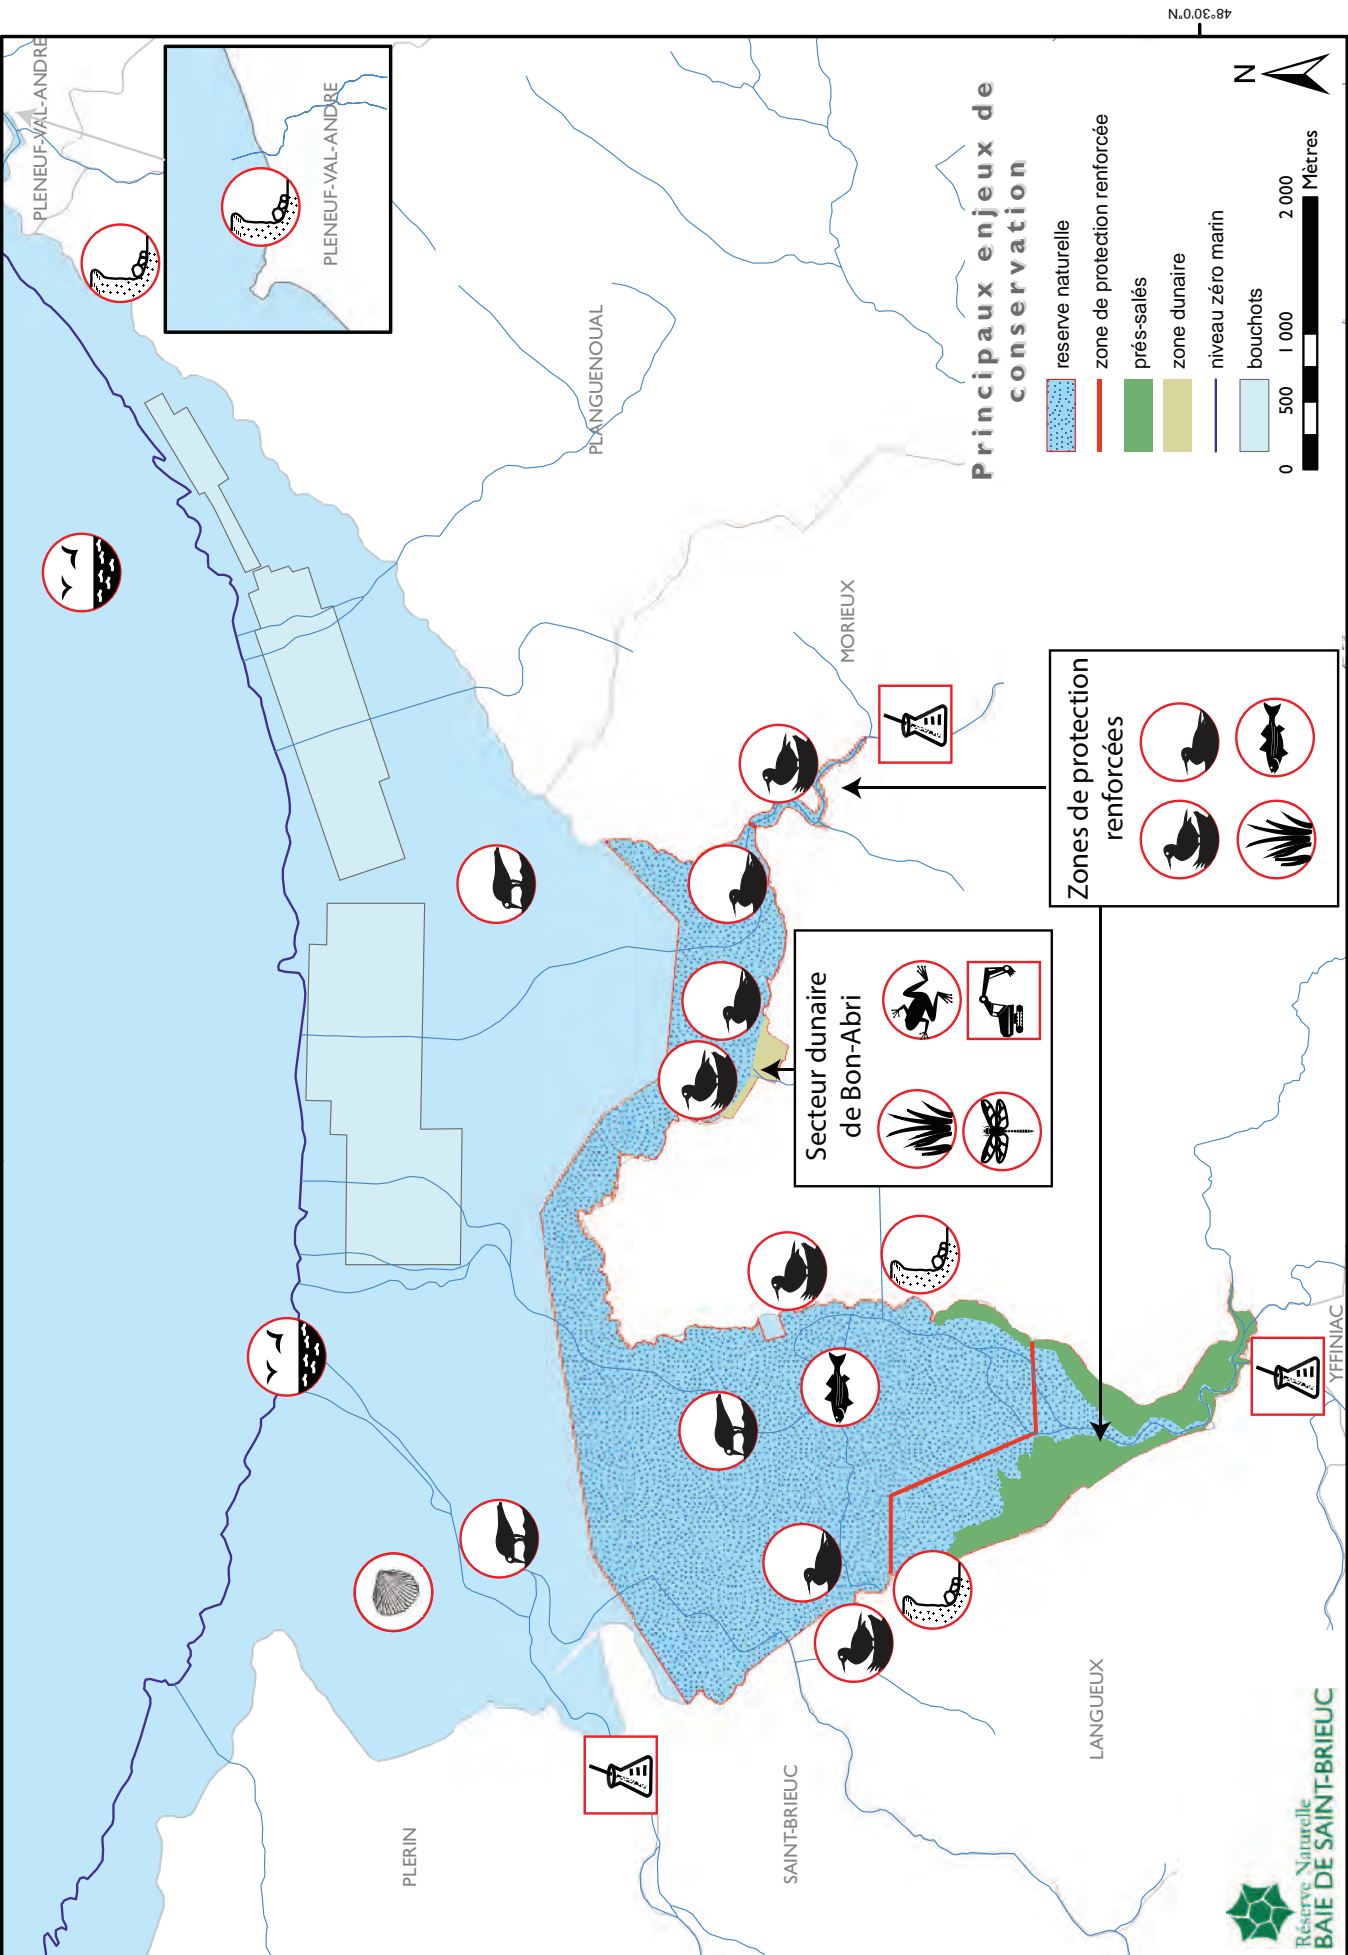 48°30'0"N
PLENEUF-VAL-ANDRE
PLENEUF-VAL-ANDRE
PLANGUENOUAL
MORIEUX
YFFINIAC
LANGUEUX
SAINT-BRIEUC
PLERIN
Secteur dunaire
de Bon-Abri
Zones de protection
renforcées
Principaux enjeux de
conservation
reserve naturelle
zone de protection renforcée
prés-salés
zone dunaire
niveau zéro marin
bouchots
0 500 1 000 2 000
Mètres
N
Réserve Naturelle
BAIE DE SAINT-BRIEUC